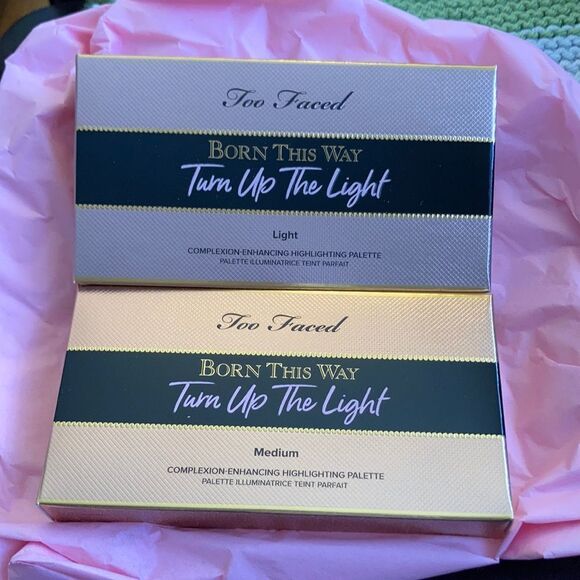 Too Faced
BORN THIS WAY
Turn Up The Light
Light
COMPLEXION-ENHANCING HIGHLIGHTING PALETTE
PALETTE ILLUMINATRICE TEINT PARFAIT
Too Faced
BORN THIS WAY
Turn Up The Light
Medium
COMPLEXION-ENHANCING HIGHLIGHTING PALETTE
PALETTE ILLUMINATRICE TEINT PARFAIT